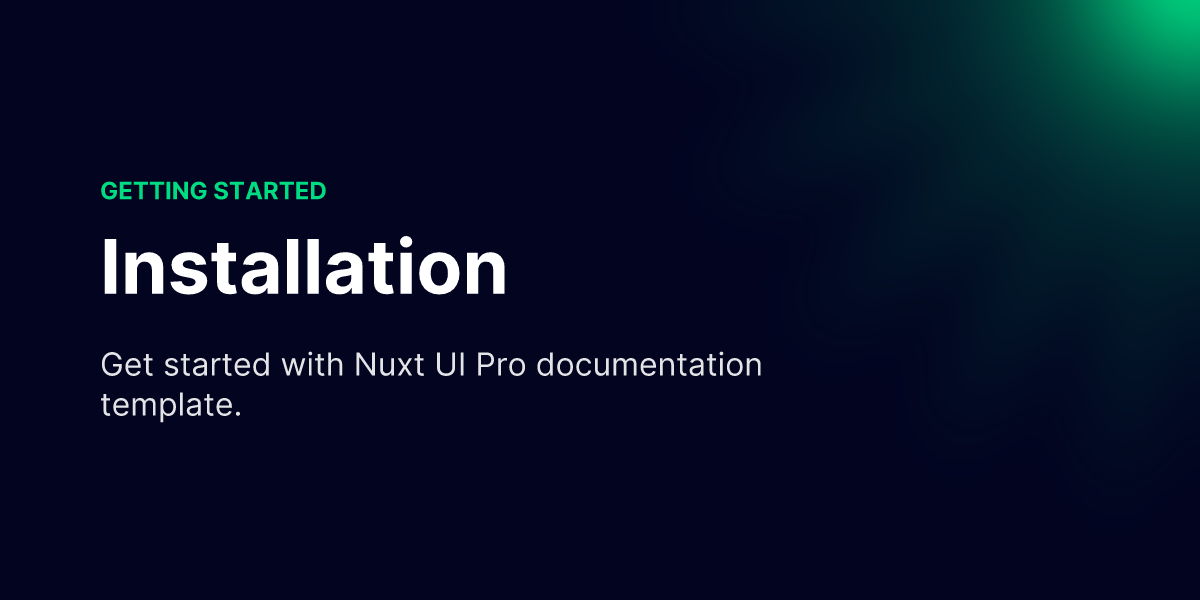 GETTING STARTED
Installation
Get started with Nuxt UI Pro documentation
template.